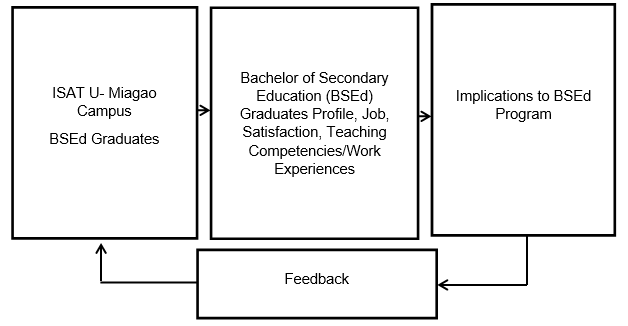 ISAT U- Miagao
Campus
BSEd Graduates
Bachelor of Secondary
Education (BSEd)
Graduates Profile, Job,
Satisfaction, Teaching
Competencies/Work
Experiences
Implications to BSEd
Program
Feedback